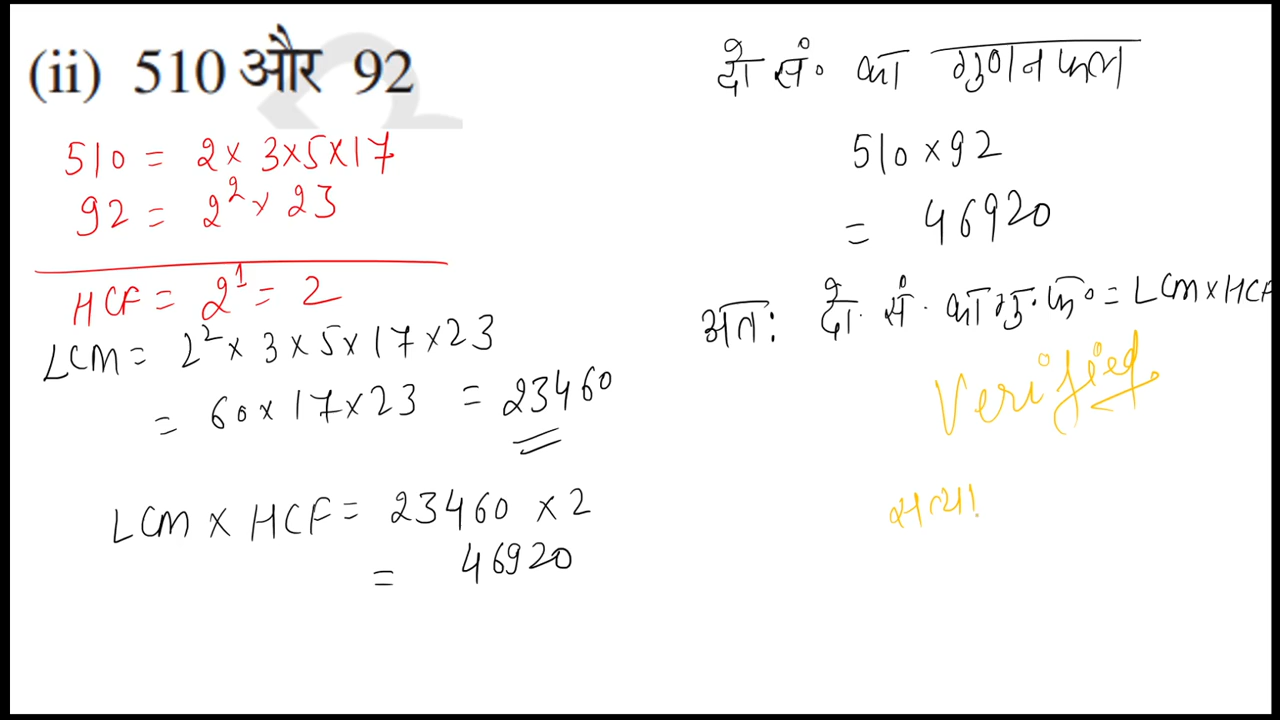 (ii) 510 और 92
510 = 2 × 3 × 5 × 17
92 = 2² × 23
HCF = 2¹ = 2
LCM = 2² × 3 × 5 × 17 × 23
= 60 × 17 × 23 = 23460
LCM × HCF = 23460 × 2
= 46920
दो सं० का गुणनफल
510 × 92
= 46920
अतः दो. सं. का गु. फ० = LCM × HCF
Verified.